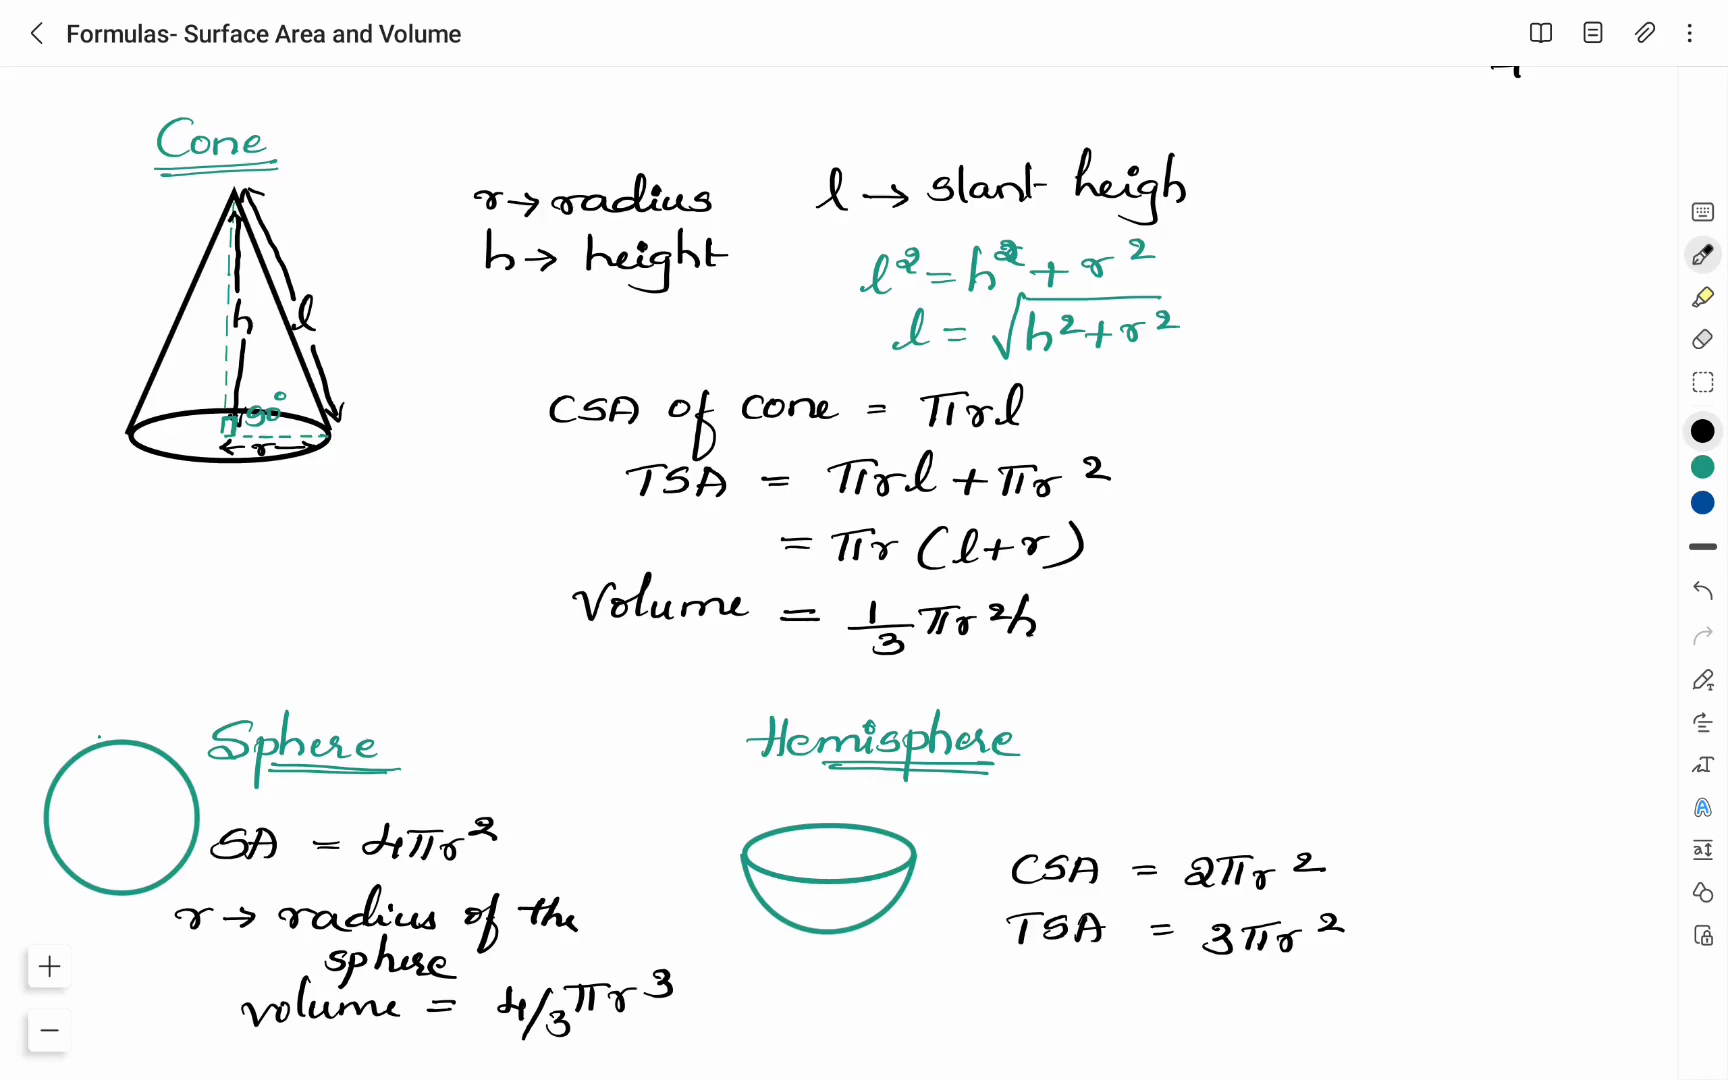 Formulas- Surface Area and Volume
Cone
r → radius
h → height
l → slant heigh
l² = h² + r²
l = √h² + r²
h
l
90°
r
CSA of cone = πrl
TSA = πrl + πr²
= πr (l + r)
Volume = 1/3 πr²h
Sphere
SA = 4πr²
r → radius of the
sphere
volume = 4/3 πr³
Hemisphere
CSA = 2πr²
TSA = 3πr²